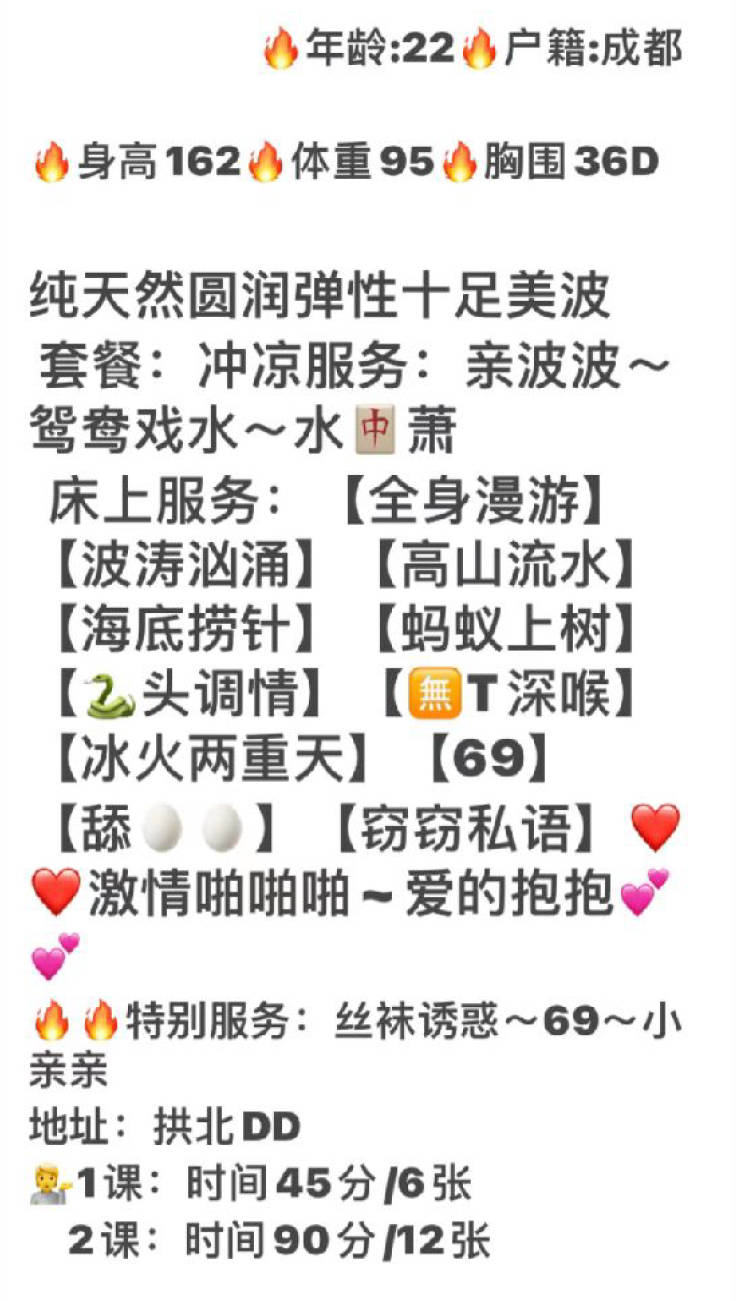 🔥年龄:22🔥户籍:成都
🔥身高162🔥体重95🔥胸围36D
纯天然圆润弹性十足美波
套餐：冲凉服务：亲波波～
鸳鸯戏水～水🀄萧
床上服务：【全身漫游】
【波涛汹涌】【高山流水】
【海底捞针】【蚂蚁上树】
【🐍头调情】【🈚T深喉】
【冰火两重天】【69】
【舔🥚🥚】【窃窃私语】❤️
❤️激情啪啪啪~爱的抱抱💕
💕
🔥🔥特别服务：丝袜诱惑～69～小
亲亲
地址：拱北DD
💁1课：时间45分/6张
2课：时间90分/12张